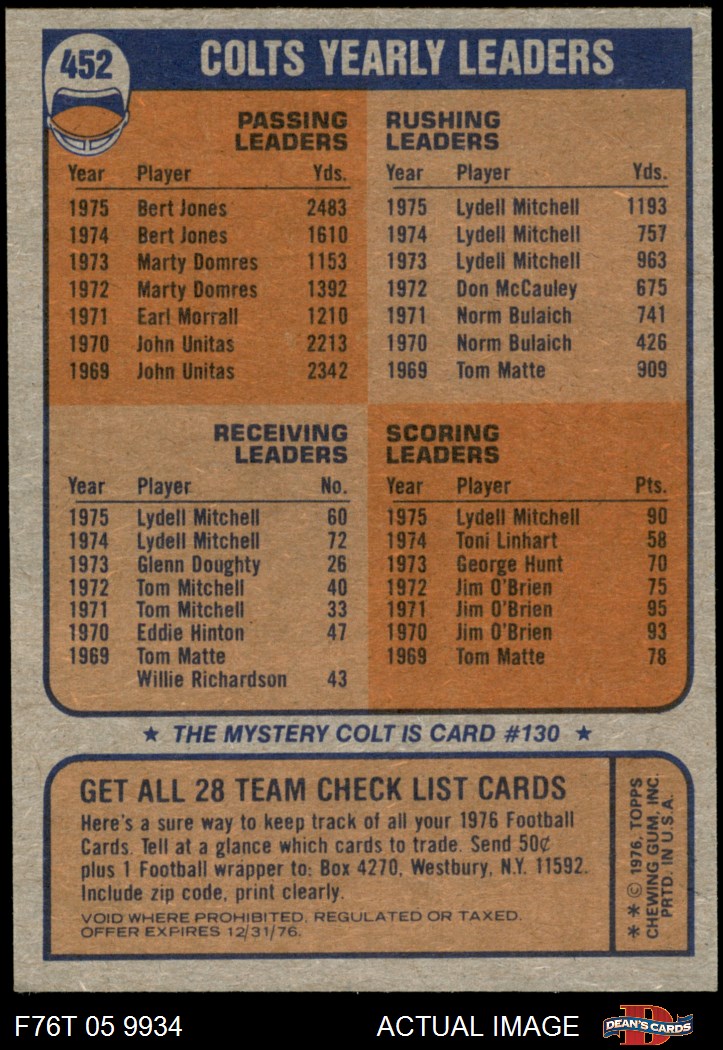 452
COLTS YEARLY LEADERS
PASSING
LEADERS
Year Player Yds.
1975 Bert Jones 2483
1974 Bert Jones 1610
1973 Marty Domres 1153
1972 Marty Domres 1392
1971 Earl Morrall 1210
1970 John Unitas 2213
1969 John Unitas 2342
RUSHING
LEADERS
Year Player Yds.
1975 Lydell Mitchell 1193
1974 Lydell Mitchell 757
1973 Lydell Mitchell 963
1972 Don McCauley 675
1971 Norm Bulaich 741
1970 Norm Bulaich 426
1969 Tom Matte 909
RECEIVING
LEADERS
Year Player No.
1975 Lydell Mitchell 60
1974 Lydell Mitchell 72
1973 Glenn Doughty 26
1972 Tom Mitchell 40
1971 Tom Mitchell 33
1970 Eddie Hinton 47
1969 Tom Matte
Willie Richardson 43
SCORING
LEADERS
Year Player Pts.
1975 Lydell Mitchell 90
1974 Toni Linhart 58
1973 George Hunt 70
1972 Jim O'Brien 75
1971 Jim O'Brien 95
1970 Jim O'Brien 93
1969 Tom Matte 78
★ THE MYSTERY COLT IS CARD #130 ★
GET ALL 28 TEAM CHECK LIST CARDS
Here's a sure way to keep track of all your 1976 Football
Cards. Tell at a glance which cards to trade. Send 50¢
plus 1 Football wrapper to: Box 4270, Westbury, N.Y. 11592.
Include zip code, print clearly.
VOID WHERE PROHIBITED, REGULATED OR TAXED.
OFFER EXPIRES 12/31/76.
* * © 1976, TOPPS
CHEWING GUM, INC.
PRTD. IN U.S.A.
F76T 05 9934
ACTUAL IMAGE
D
DEAN'S CARDS